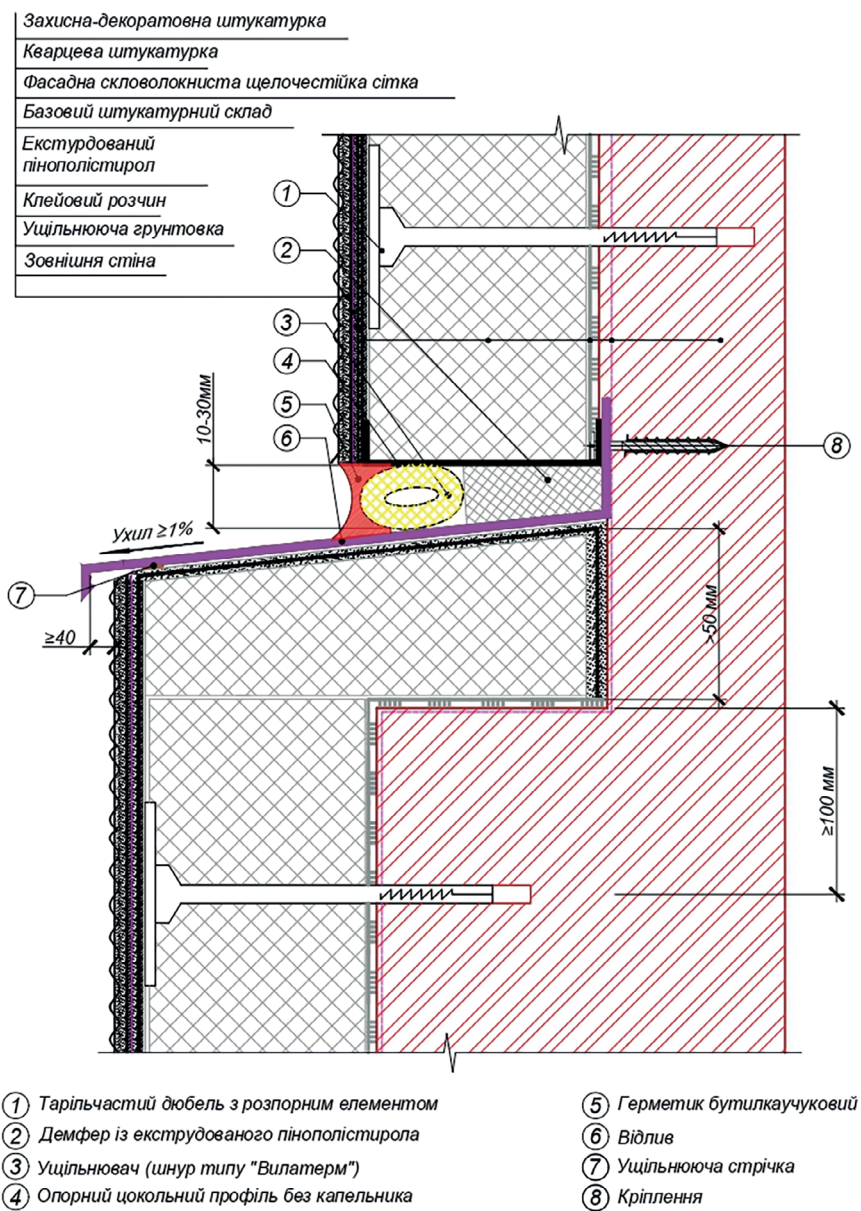 Захисна-декоратовна штукатурка
Кварцева штукатурка
Фасадна скловолокниста щелочестійка сітка
Базовий штукатурний склад
Екструдований
пінополістирол
Клейовий розчин
Ущільнююча грунтовка
Зовнішня стіна
1
2
3
4
5
6
10-30мм
8
Ухил ≥1%
7
≥40
>50 мм
≥100 мм
1 Тарільчастий дюбель з розпорним елементом
2 Демфер із екструдованого пінополістирола
3 Ущільнювач (шнур типу "Вилатерм")
4 Опорний цокольний профіль без капельника
5 Герметик бутилкаучуковий
6 Відлив
7 Ущільнююча стрічка
8 Кріплення